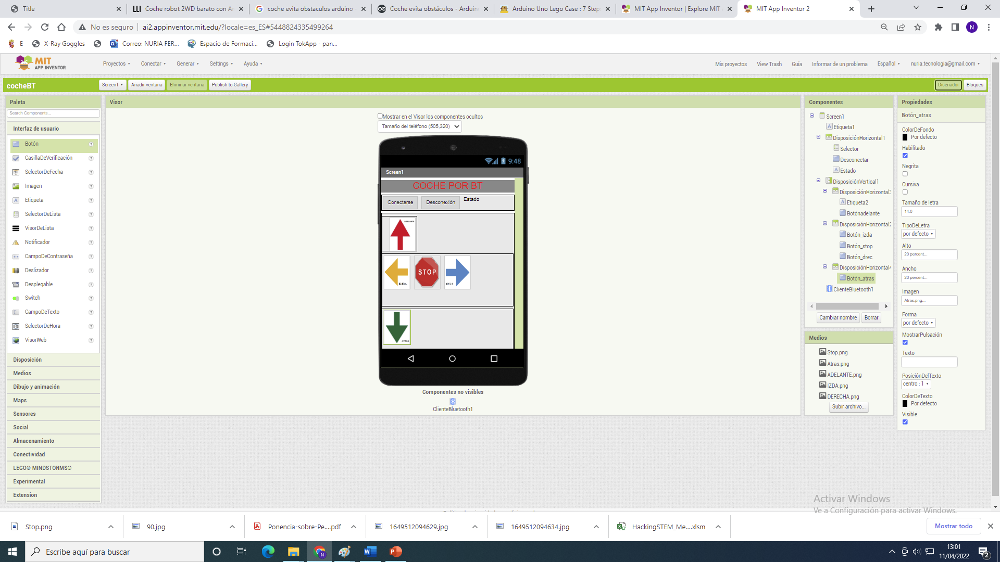 Title
Coche robot 2WD barato con Ar
coche evita obstaculos arduino
Coche evita obstáculos - Arduin
Arduino Uno Lego Case : 7 Steps
MIT App Inventor | Explore MIT A
MIT App Inventor 2
No es seguro
ai2.appinventor.mit.edu/?locale=es_ES#5448824335499264
N
E
X-Ray Goggles
Correo: NURIA FER...
Espacio de Formaci...
Login TokApp - pan...
MIT
APP INVENTOR
Proyectos
Conectar
Generar
Settings
Ayuda
Mis proyectos
View Trash
Guía
Informar de un problema
Español
nuria.tecnologia@gmail.com
cocheBT
Screen1
Añadir ventana
Eliminar ventana
Publish to Gallery
Diseñador
Bloques
Paleta
Search Components...
Interfaz de usuario
Botón
CasillaDeVerificación
SelectorDeFecha
Imagen
Etiqueta
SelectorDeLista
VisorDeLista
Notificador
CampoDeContraseña
Deslizador
Desplegable
Switch
CampoDeTexto
SelectorDeHora
VisorWeb
Disposición
Medios
Dibujo y animación
Maps
Sensores
Social
Almacenamiento
Conectividad
LEGO® MINDSTORMS®
Experimental
Extension
Visor
Mostrar en el Visor los componentes ocultos
Tamaño del teléfono (505,320)
9:48
Screen1
COCHE POR BT
Conectarse
Desconexión
Estado
ADELANTE
STOP
ATRÁS
Componentes no visibles
ClienteBluetooth1
Componentes
Screen1
Etiqueta1
DisposiciónHorizontal1
Selector
Desconectar
Estado
DisposiciónVertical1
DisposiciónHorizontal3
Etiqueta2
Botónadelante
DisposiciónHorizontal2
Botón_izda
Botón_stop
Botón_drec
DisposiciónHorizontal4
Botón_atras
ClienteBluetooth1
Cambiar nombre
Borrar
Medios
Stop.png
Atras.png
ADELANTE.png
IZDA.png
DERECHA.png
Subir archivo...
Propiedades
Botón_atras
ColorDeFondo
Por defecto
Habilitado
Negrita
Cursiva
Tamaño de letra
14.0
TipoDeLetra
por defecto
Alto
20 percent...
Ancho
20 percent...
Imagen
Atras.png...
Forma
por defecto
MostrarPulsación
Texto
PosiciónDelTexto
centro : 1
ColorDeTexto
Por defecto
Visible
Activar Windows
Ve a Configuración para activar Windows.
Stop.png
90.jpg
Ponencia-sobre-Pe....pdf
1649512094629.jpg
1649512094634.jpg
HackingSTEM_Me....xlsm
Mostrar todo
Escribe aquí para buscar
13:01
11/04/2022
2